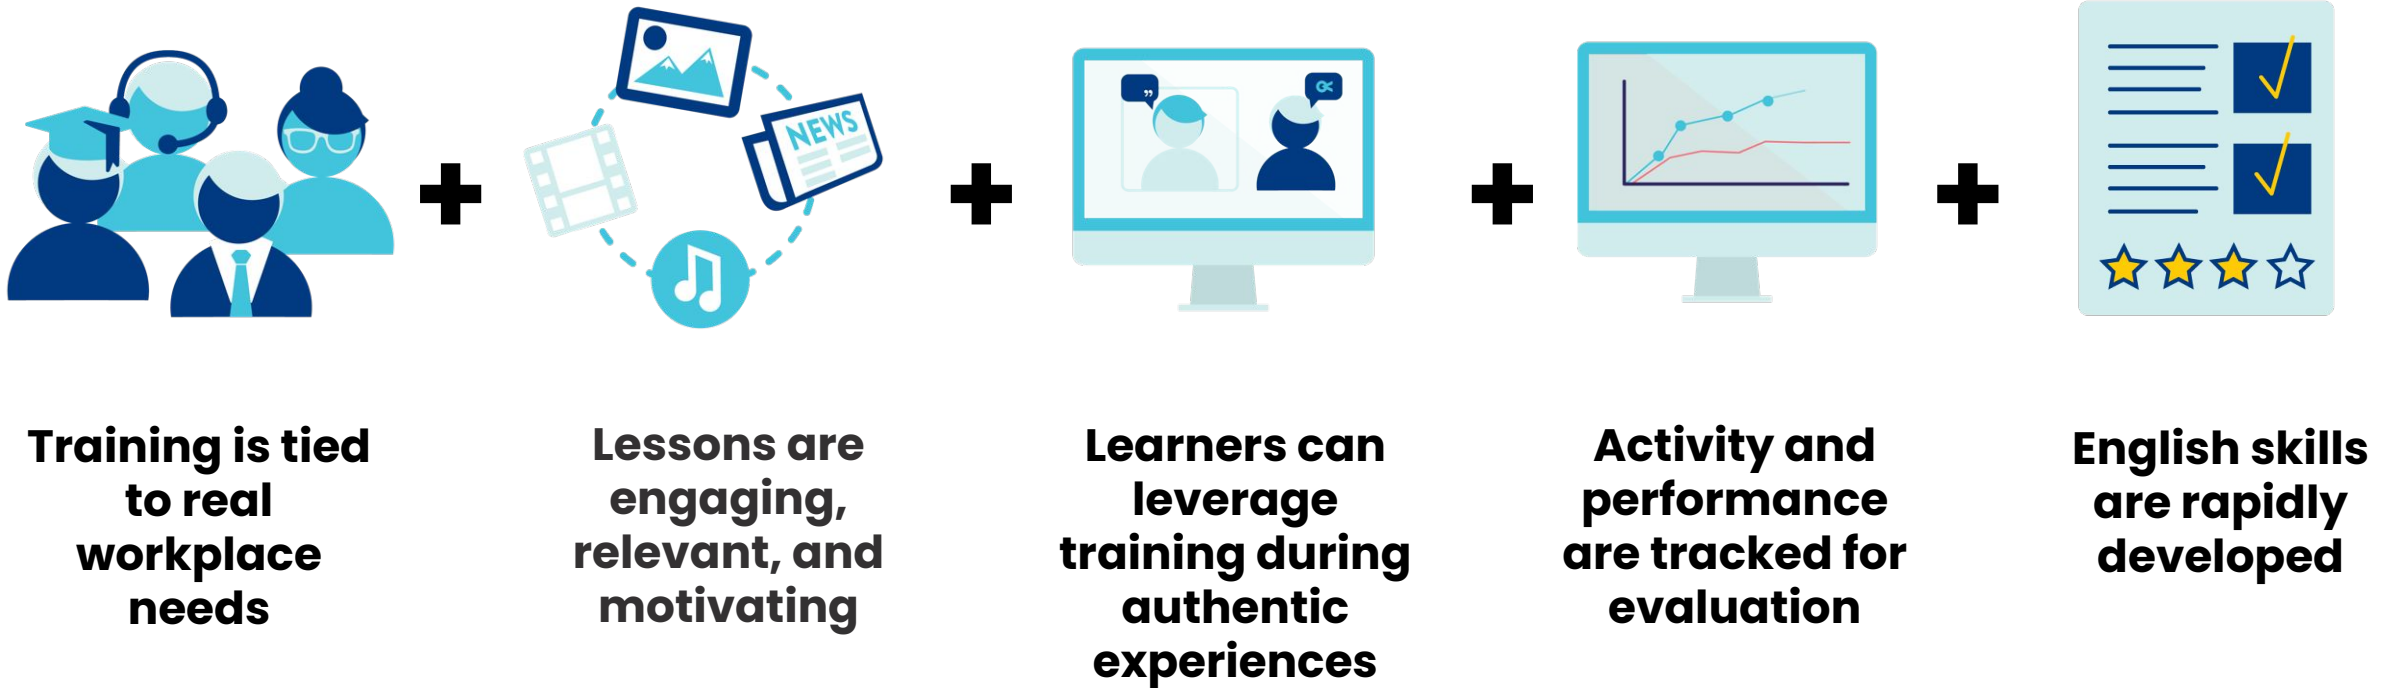 NEWS
Training is tied
to real
workplace
needs
Lessons are
engaging,
relevant, and
motivating
Learners can
leverage
training during
authentic
experiences
Activity and
performance
are tracked for
evaluation
English skills
are rapidly
developed